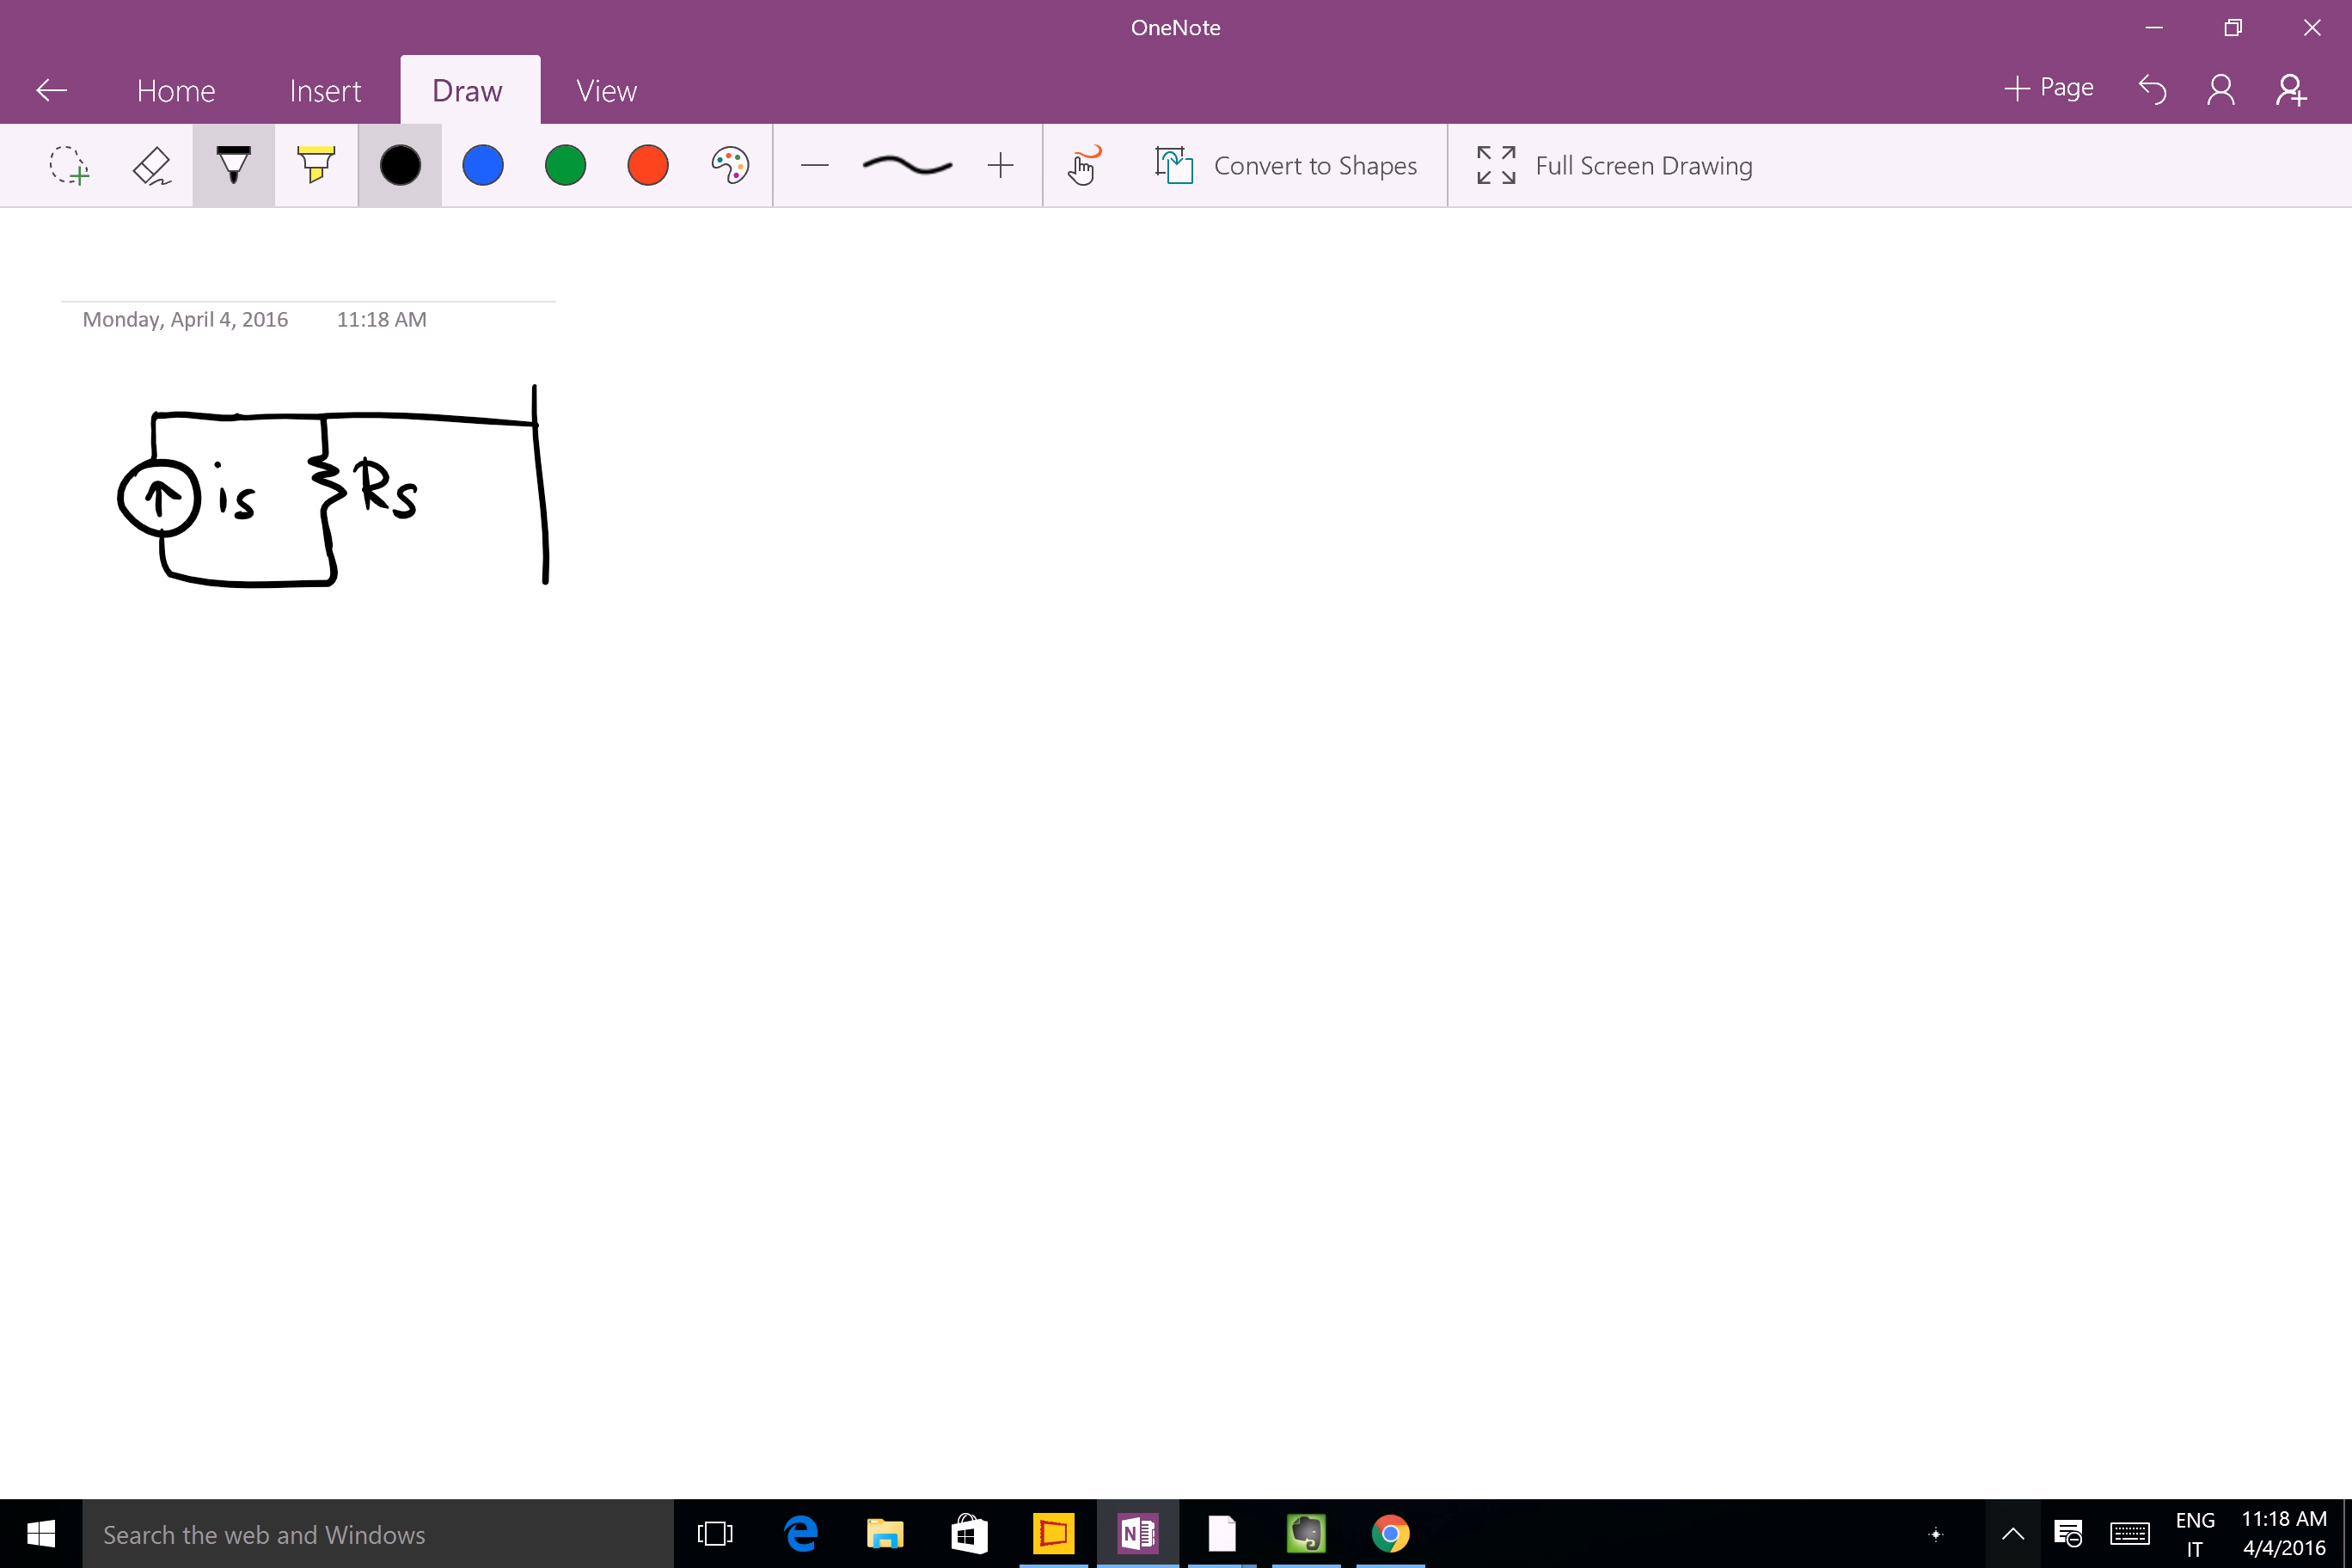 OneNote
Home Insert Draw View + Page
Convert to Shapes Full Screen Drawing
Monday, April 4, 2016 11:18 AM
is Rs
Search the web and Windows
N
ENG 11:18 AM
IT 4/4/2016